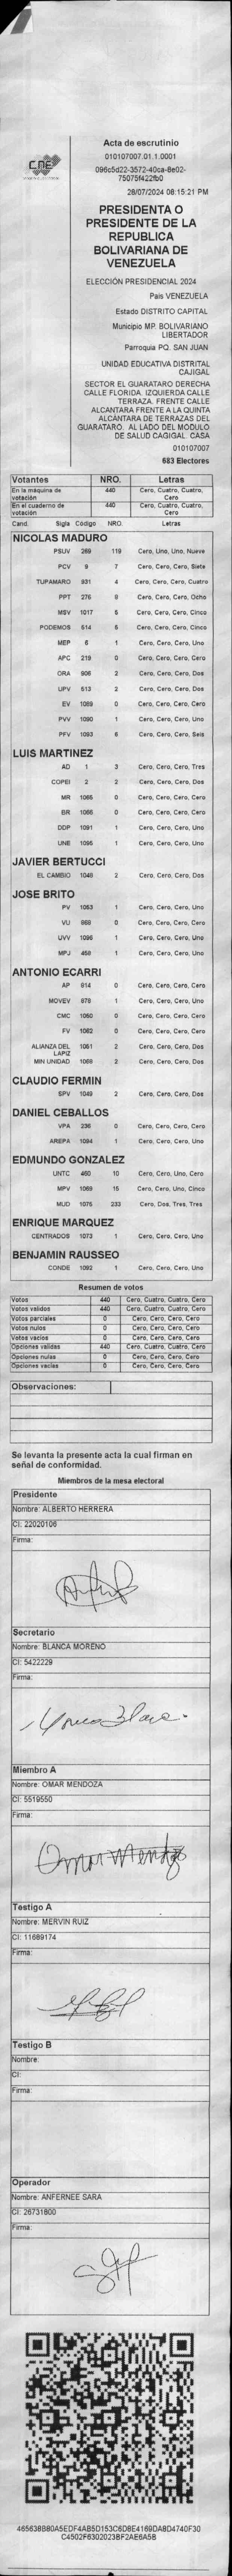 CNE
Acta de escrutinio
010107007.01.1.0001
096c5d22-3572-40ca-8e02-
75075f422fb0
28/07/2024 08:15:21 PM
PRESIDENTA O
PRESIDENTE DE LA
REPUBLICA
BOLIVARIANA DE
VENEZUELA
ELECCIÓN PRESIDENCIAL 2024
Pais VENEZUELA
Estado DISTRITO CAPITAL
Municipio MP. BOLIVARIANO
LIBERTADOR
Parroquia PQ. SAN JUAN
UNIDAD EDUCATIVA DISTRITAL
CAJIGAL
SECTOR EL GUARATARO DERECHA
CALLE FLORIDA. IZQUIERDA CALLE
TERRAZA. FRENTE CALLE
ALCANTARA FRENTE A LA QUINTA
ALCANTARA DE TERRAZAS DEL
GUARATARO. AL LADO DEL MODULO
DE SALUD CAGIGAL. CASA
010107007
683 Electores
Votantes NRO. Letras
En la máquina de votación 440 Cero, Cuatro, Cuatro, Cero
En el cuaderno de votación 440 Cero, Cuatro, Cuatro, Cero
Cand. Sigla Código NRO. Letras
NICOLAS MADURO
PSUV 269 119 Cero, Uno, Uno, Nueve
PCV 9 7 Cero, Cero, Cero, Siete
TUPAMARO 931 4 Cero, Cero, Cero, Cuatro
PPT 276 8 Cero, Cero, Cero, Ocho
MSV 1017 5 Cero, Cero, Cero, Cinco
PODEMOS 514 5 Cero, Cero, Cero, Cinco
MEP 6 1 Cero, Cero, Cero, Uno
APC 219 0 Cero, Cero, Cero, Cero
ORA 906 2 Cero, Cero, Cero, Dos
UPV 513 2 Cero, Cero, Cero, Dos
EV 1089 0 Cero, Cero, Cero, Cero
PVV 1090 1 Cero, Cero, Cero, Uno
PFV 1093 6 Cero, Cero, Cero, Seis
LUIS MARTINEZ
AD 1 3 Cero, Cero, Cero, Tres
COPEI 2 2 Cero, Cero, Cero, Dos
MR 1065 0 Cero, Cero, Cero, Cero
BR 1066 0 Cero, Cero, Cero, Cero
DDP 1091 1 Cero, Cero, Cero, Uno
UNE 1095 1 Cero, Cero, Cero, Uno
JAVIER BERTUCCI
EL CAMBIO 1048 2 Cero, Cero, Cero, Dos
JOSE BRITO
PV 1053 1 Cero, Cero, Cero, Uno
VU 869 0 Cero, Cero, Cero, Cero
UVV 1096 1 Cero, Cero, Cero, Uno
MPJ 459 1 Cero, Cero, Cero, Uno
ANTONIO ECARRI
AP 914 0 Cero, Cero, Cero, Cero
MOVEV 978 1 Cero, Cero, Cero, Uno
CMC 1050 0 Cero, Cero, Cero, Cero
FV 1062 0 Cero, Cero, Cero, Cero
ALIANZA DEL LAPIZ 1051 2 Cero, Cero, Cero, Dos
MIN UNIDAD 1068 2 Cero, Cero, Cero, Dos
CLAUDIO FERMIN
SPV 1049 2 Cero, Cero, Cero, Dos
DANIEL CEBALLOS
VPA 236 0 Cero, Cero, Cero, Cero
AREPA 1094 1 Cero, Cero, Cero, Uno
EDMUNDO GONZALEZ
UNTC 460 10 Cero, Cero, Uno, Cero
MPV 1069 15 Cero, Cero, Uno, Cinco
MUD 1075 233 Cero, Dos, Tres, Tres
ENRIQUE MARQUEZ
CENTRADOS 1073 1 Cero, Cero, Cero, Uno
BENJAMIN RAUSSEO
CONDE 1092 1 Cero, Cero, Cero, Uno
Resumen de votos
Votos 440 Cero, Cuatro, Cuatro, Cero
Votos validos 440 Cero, Cuatro, Cuatro, Cero
Votos parciales 0 Cero, Cero, Cero, Cero
Votos nulos 0 Cero, Cero, Cero, Cero
Votos vacios 0 Cero, Cero, Cero, Cero
Opciones validas 440 Cero, Cuatro, Cuatro, Cero
Opciones nulas 0 Cero, Cero, Cero, Cero
Opciones vacias 0 Cero, Cero, Cero, Cero
Observaciones:
Se levanta la presente acta la cual firman en
señal de conformidad.
Miembros de la mesa electoral
Presidente
Nombre: ALBERTO HERRERA
CI: 22020106
Firma:
Secretario
Nombre: BLANCA MORENO
CI: 5422229
Firma:
Miembro A
Nombre: OMAR MENDOZA
CI: 5519550
Firma:
Omar Mendoza
Testigo A
Nombre: MERVIN RUIZ
CI: 11689174
Firma:
Testigo B
Nombre:
CI:
Firma:
Operador
Nombre: ANFERNEE SARA
CI: 26731800
Firma:
465638B80A5EDF4AB5D153C6D8E4169DA8D4740F30
C4502F6302023BF2AE6A5B